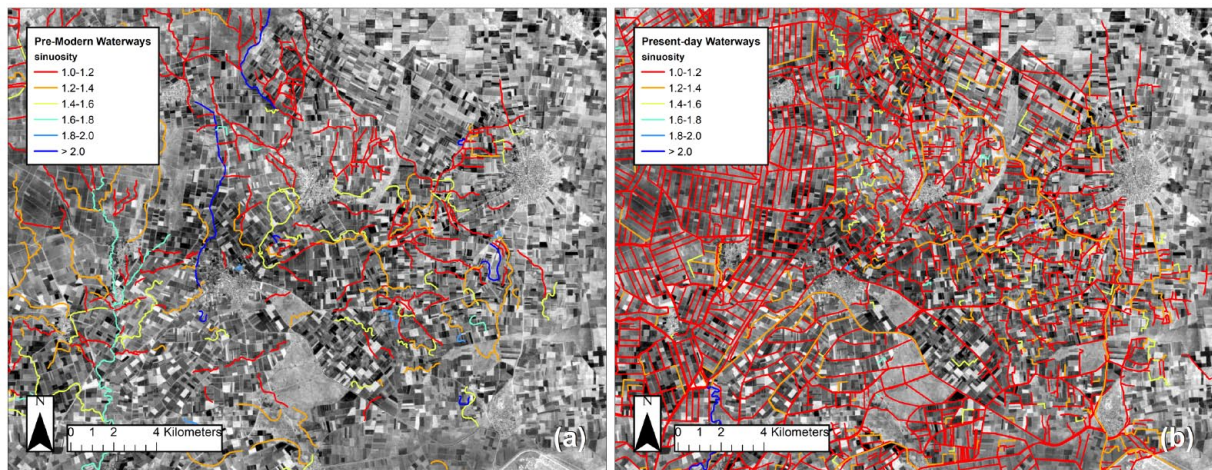 Pre-Modern Waterways
sinuosity
1.0-1.2
1.2-1.4
1.4-1.6
1.6-1.8
1.8-2.0
> 2.0
N
0 1 2 4 Kilometers
(a)
Present-day Waterways
sinuosity
1.0-1.2
1.2-1.4
1.4-1.6
1.6-1.8
1.8-2.0
> 2.0
N
0 1 2 4 Kilometers
(b)